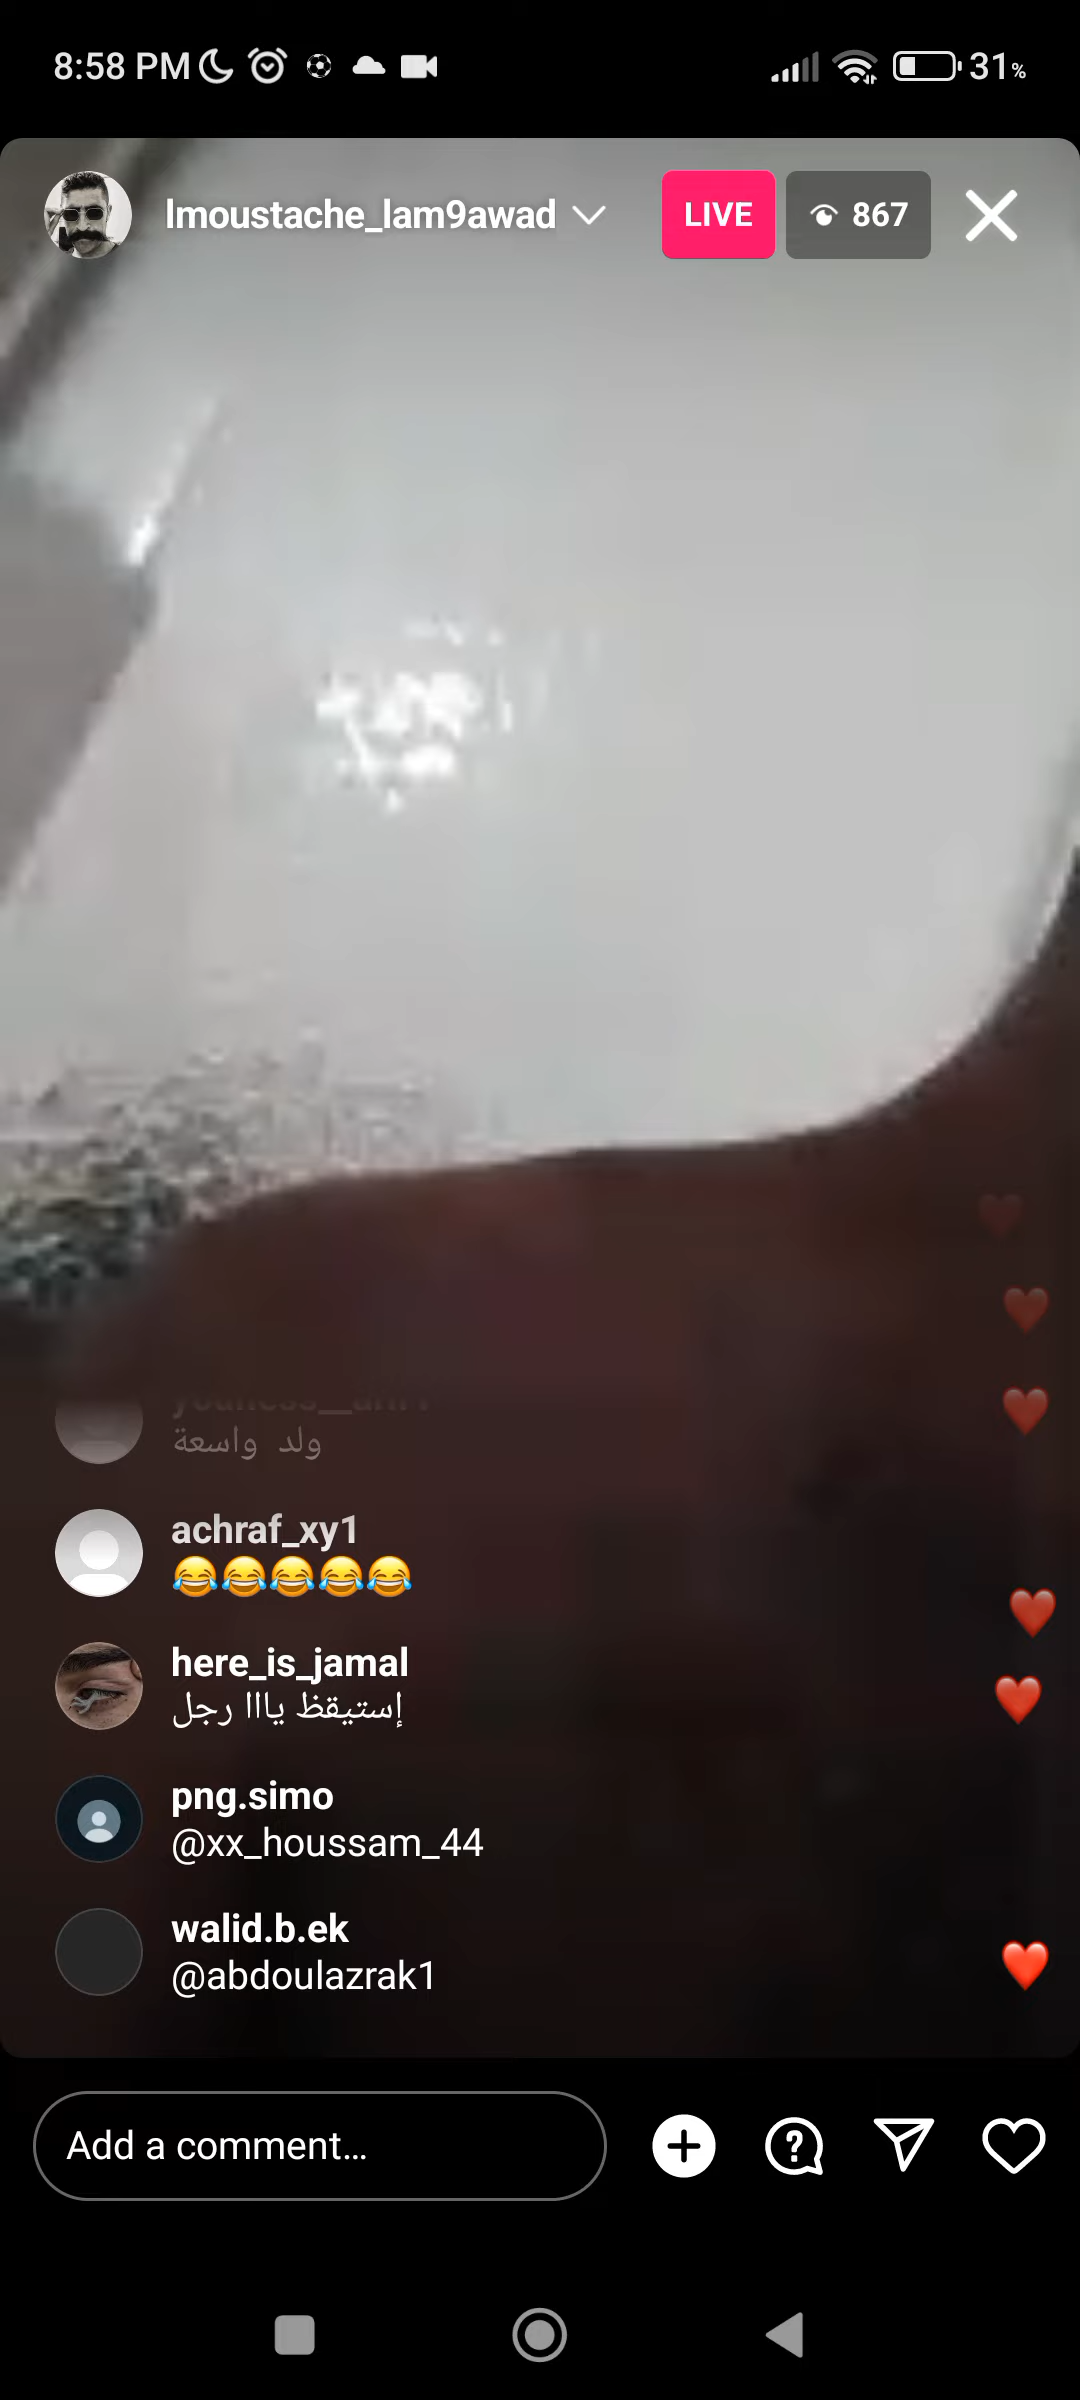 8:58 PM
31%
lmoustache_lam9awad
LIVE
867
ولد واسعة
achraf_xy1
😂😂😂😂😂
here_is_jamal
إستيقظ يااا رجل
png.simo
@xx_houssam_44
walid.b.ek
@abdoulazrak1
Add a comment...